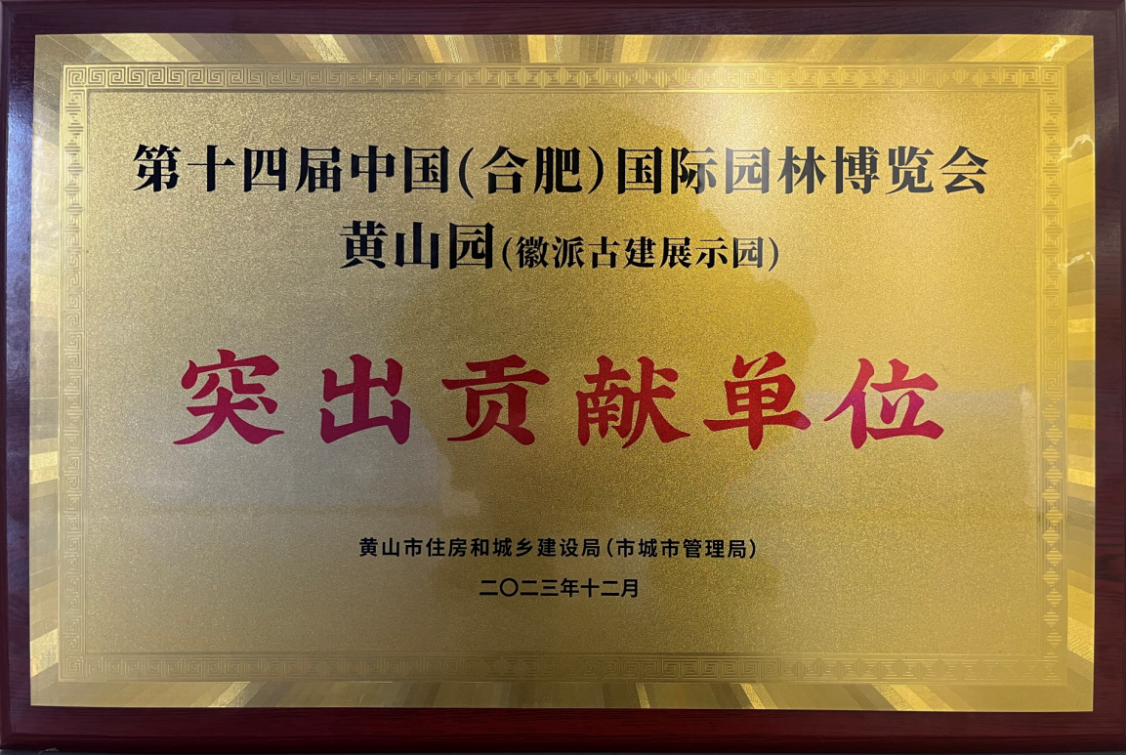 第十四届中国(合肥)国际园林博览会
黄山园(徽派古建展示园)
突出贡献单位
黄山市住房和城乡建设局(市城市管理局)
二〇二三年十二月